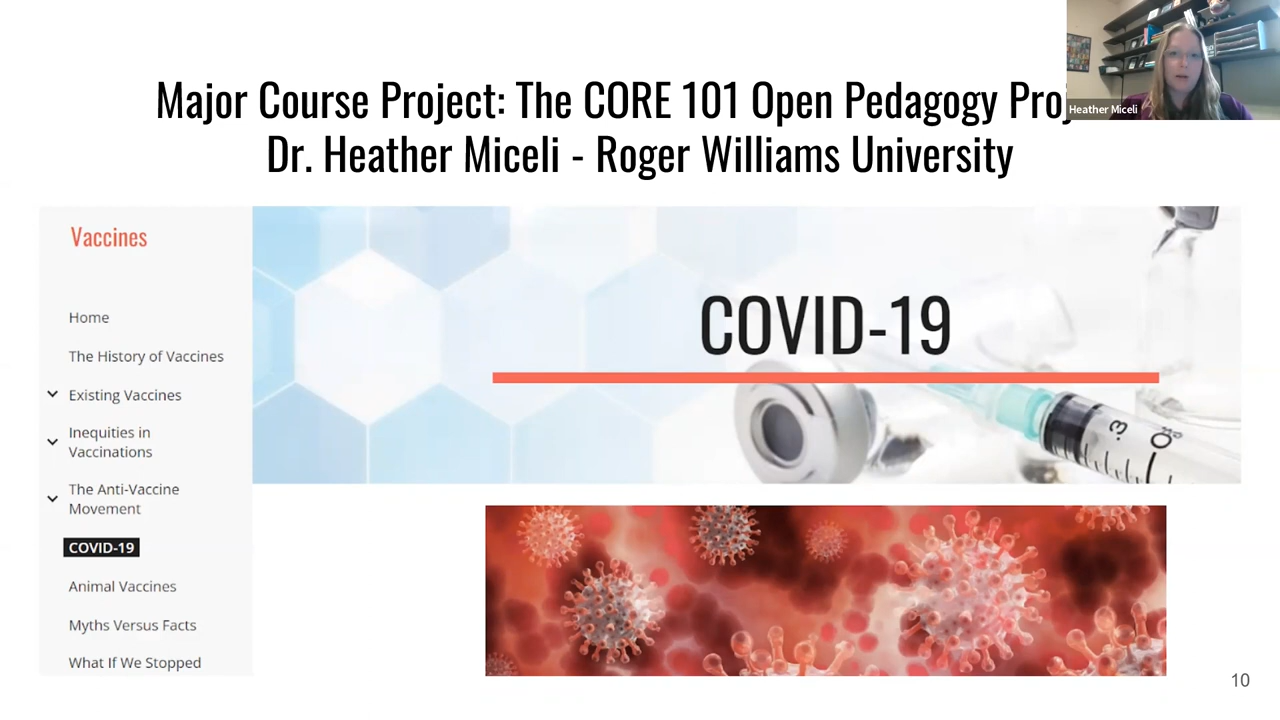 Major Course Project: The CORE 101 Open Pedagogy Proj
Dr. Heather Miceli - Roger Williams University
Heather Miceli
Vaccines
Home
The History of Vaccines
Existing Vaccines
Inequities in
Vaccinations
The Anti-Vaccine
Movement
COVID-19
Animal Vaccines
Myths Versus Facts
What If We Stopped
COVID-19
.3
10